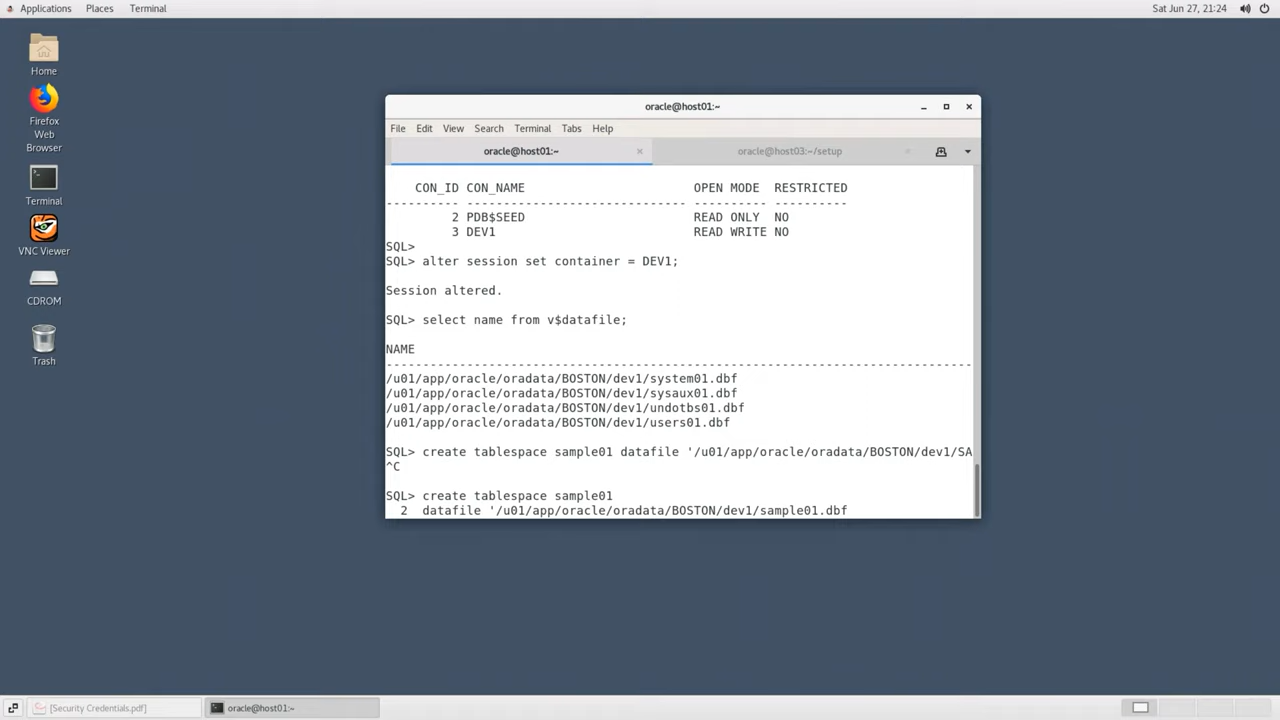 Applications Places Terminal Sat Jun 27, 21:24
Home
Firefox
Web
Browser
Terminal
VNC Viewer
CDROM
Trash
oracle@host01:~
File Edit View Search Terminal Tabs Help
oracle@host01:~ oracle@host03:~/setup
CON_ID CON_NAME OPEN MODE RESTRICTED
---------- ------------------------------ ---------- ----------
2 PDB$SEED READ ONLY NO
3 DEV1 READ WRITE NO
SQL>
SQL> alter session set container = DEV1;
Session altered.
SQL> select name from v$datafile;
NAME
--------------------------------------------------------------------------------
/u01/app/oracle/oradata/BOSTON/dev1/system01.dbf
/u01/app/oracle/oradata/BOSTON/dev1/sysaux01.dbf
/u01/app/oracle/oradata/BOSTON/dev1/undotbs01.dbf
/u01/app/oracle/oradata/BOSTON/dev1/users01.dbf
SQL> create tablespace sample01 datafile '/u01/app/oracle/oradata/BOSTON/dev1/SA
^C
SQL> create tablespace sample01
2 datafile '/u01/app/oracle/oradata/BOSTON/dev1/sample01.dbf
[Security Credentials.pdf] oracle@host01:~